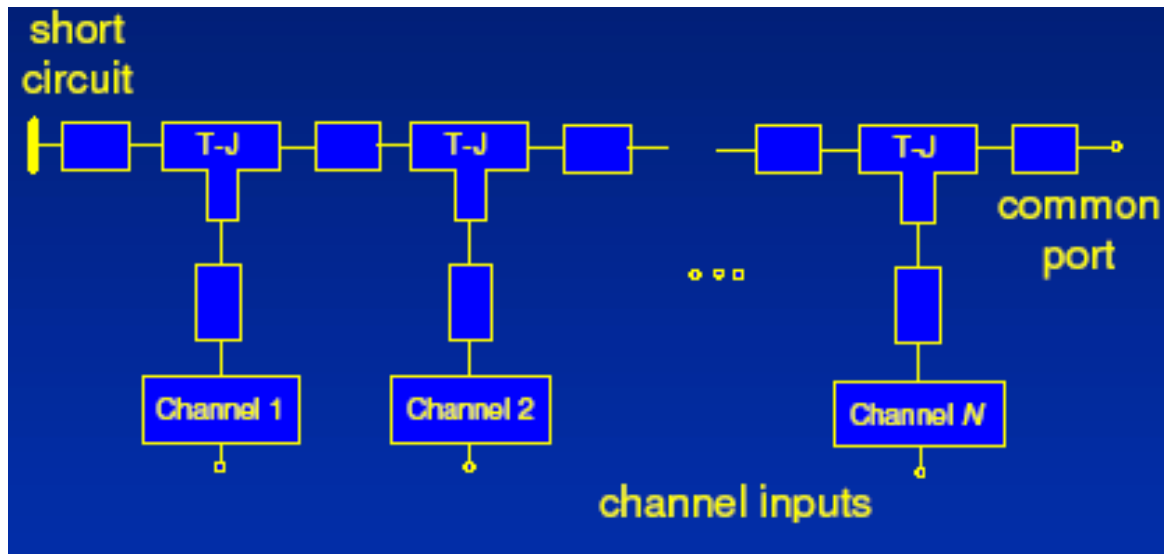 short
circuit
T-J
T-J
T-J
common
port
Channel 1
Channel 2
Channel N
channel inputs